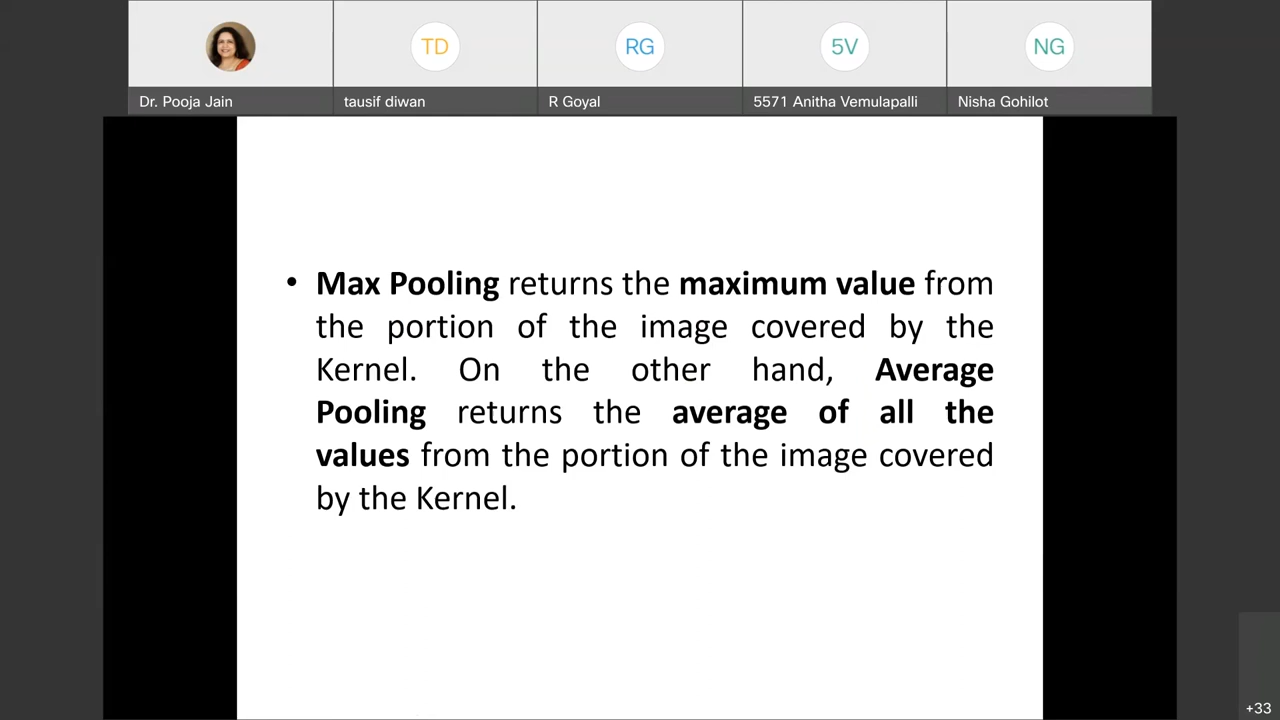 TD
RG
5V
NG
Dr. Pooja Jain
tausif diwan
R Goyal
5571 Anitha Vemulapalli
Nisha Gohilot
• Max Pooling returns the maximum value from
the portion of the image covered by the
Kernel. On the other hand, Average
Pooling returns the average of all the
values from the portion of the image covered
by the Kernel.
+33